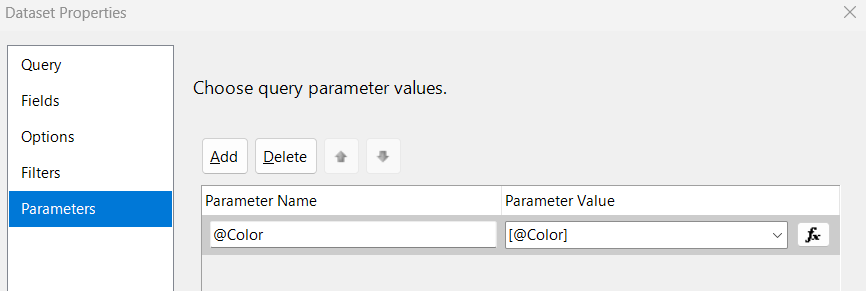 Dataset Properties
Query
Fields
Options
Filters
Parameters
Choose query parameter values.
Add Delete
Parameter Name Parameter Value
@Color [@Color] fx